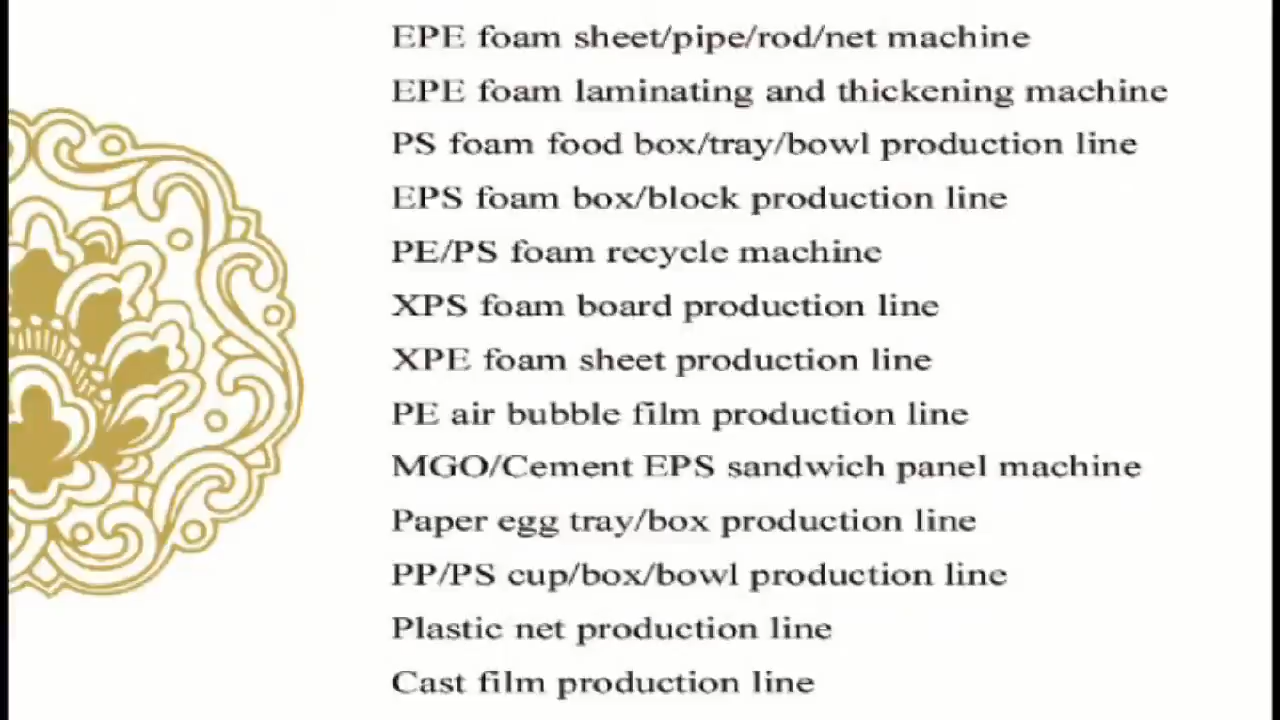 EPE foam sheet/pipe/rod/net machine
EPE foam laminating and thickening machine
PS foam food box/tray/bowl production line
EPS foam box/block production line
PE/PS foam recycle machine
XPS foam board production line
XPE foam sheet production line
PE air bubble film production line
MGO/Cement EPS sandwich panel machine
Paper egg tray/box production line
PP/PS cup/box/bowl production line
Plastic net production line
Cast film production line